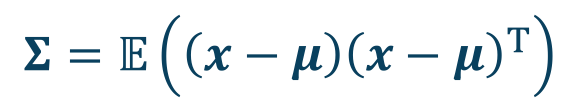 𝚺 = 𝔼((𝒙 − 𝝁)(𝒙 − 𝝁)ᵀ)